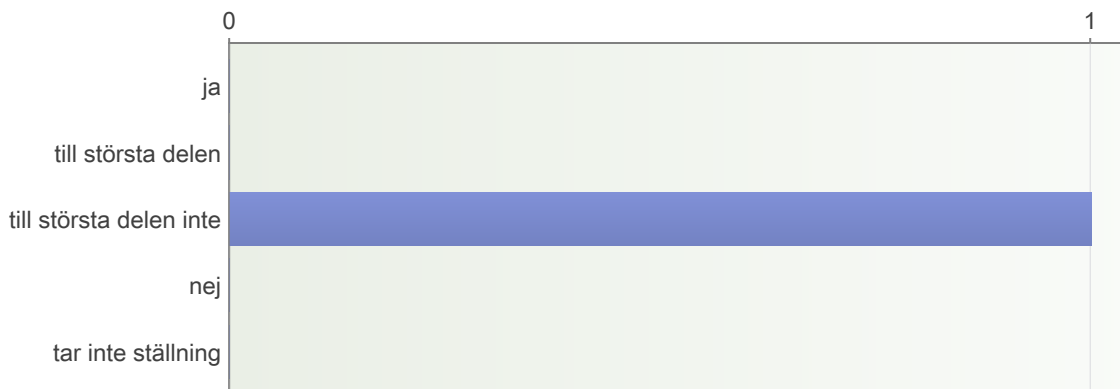 0 1
ja
till största delen
till största delen inte
nej
tar inte ställning